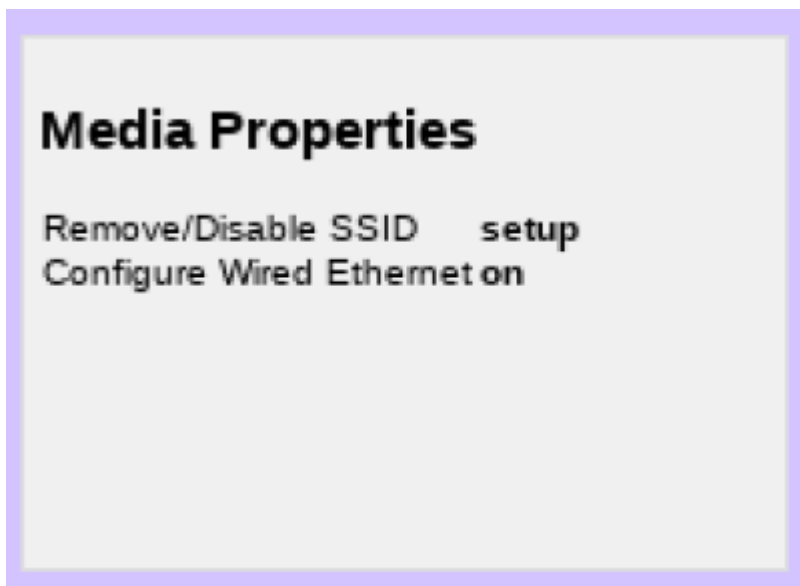 Media Properties
Remove/Disable SSID setup
Configure Wired Ethernet on